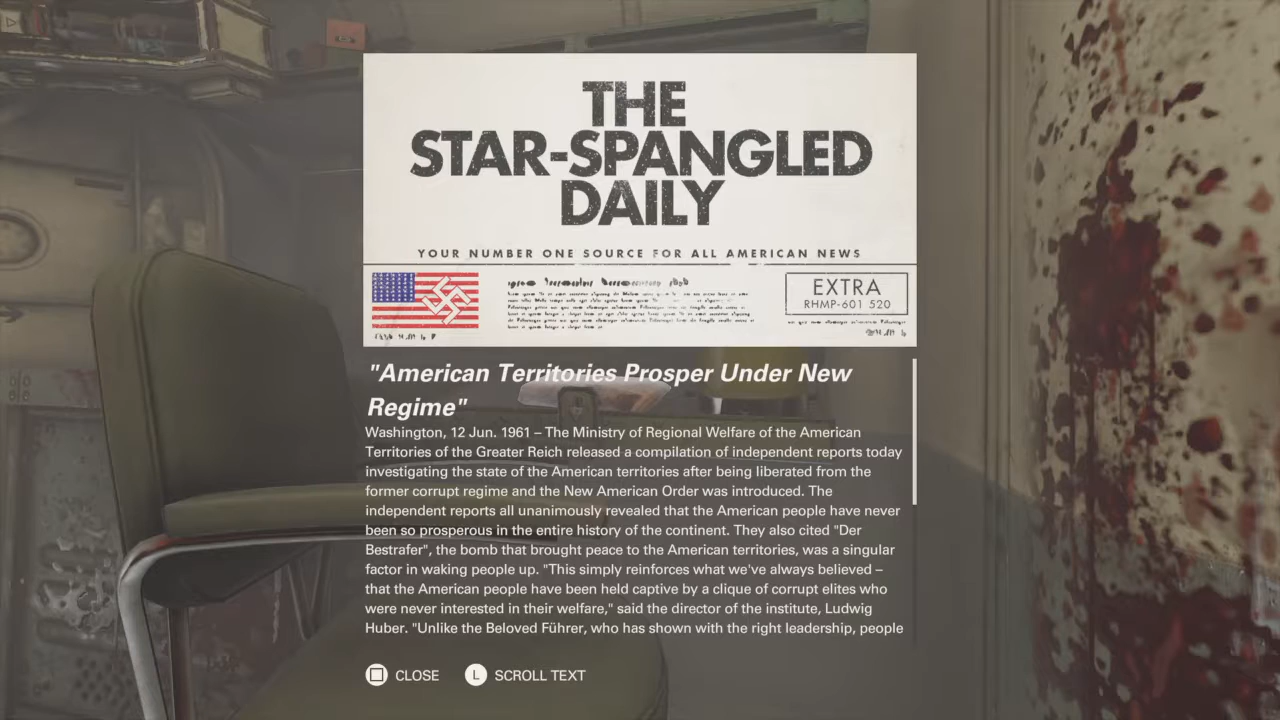 THE
STAR-SPANGLED
DAILY
YOUR NUMBER ONE SOURCE FOR ALL AMERICAN NEWS
EXTRA
RHMP-601 520
"American Territories Prosper Under New
Regime"
Washington, 12 Jun. 1961 – The Ministry of Regional Welfare of the American
Territories of the Greater Reich released a compilation of independent reports today
investigating the state of the American territories after being liberated from the
former corrupt regime and the New American Order was introduced. The
independent reports all unanimously revealed that the American people have never
been so prosperous in the entire history of the continent. They also cited "Der
Bestrafer", the bomb that brought peace to the American territories, was a singular
factor in waking people up. "This simply reinforces what we've always believed –
that the American people have been held captive by a clique of corrupt elites who
were never interested in their welfare," said the director of the institute, Ludwig
Huber. "Unlike the Beloved Führer, who has shown with the right leadership, people
CLOSE
L SCROLL TEXT